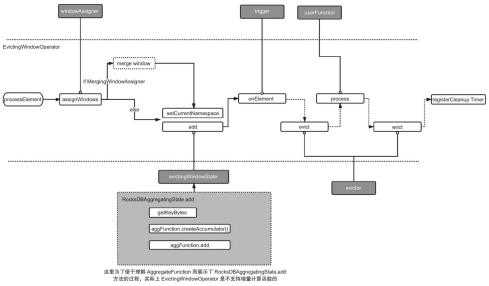 windowAssigner
trigger
userFunction
EvictingWindowOperator
merge window
if MergingWindowAssigner
processElement
assignWindows
else
setCurrentNamespace
add
onElement
process
registerCleanup Timer
evict
evict
evictingWindowState
evictor
RocksDBAggregatingState.add
getKeyBytes
aggFunction.createAccumulator()
aggFunction.add
这里为了便于理解 AggregateFunction 而展示了 RocksDBAggregatingState.add
方法的过程，实际上 EvictingWindowOperator 是不支持增量计算函数的